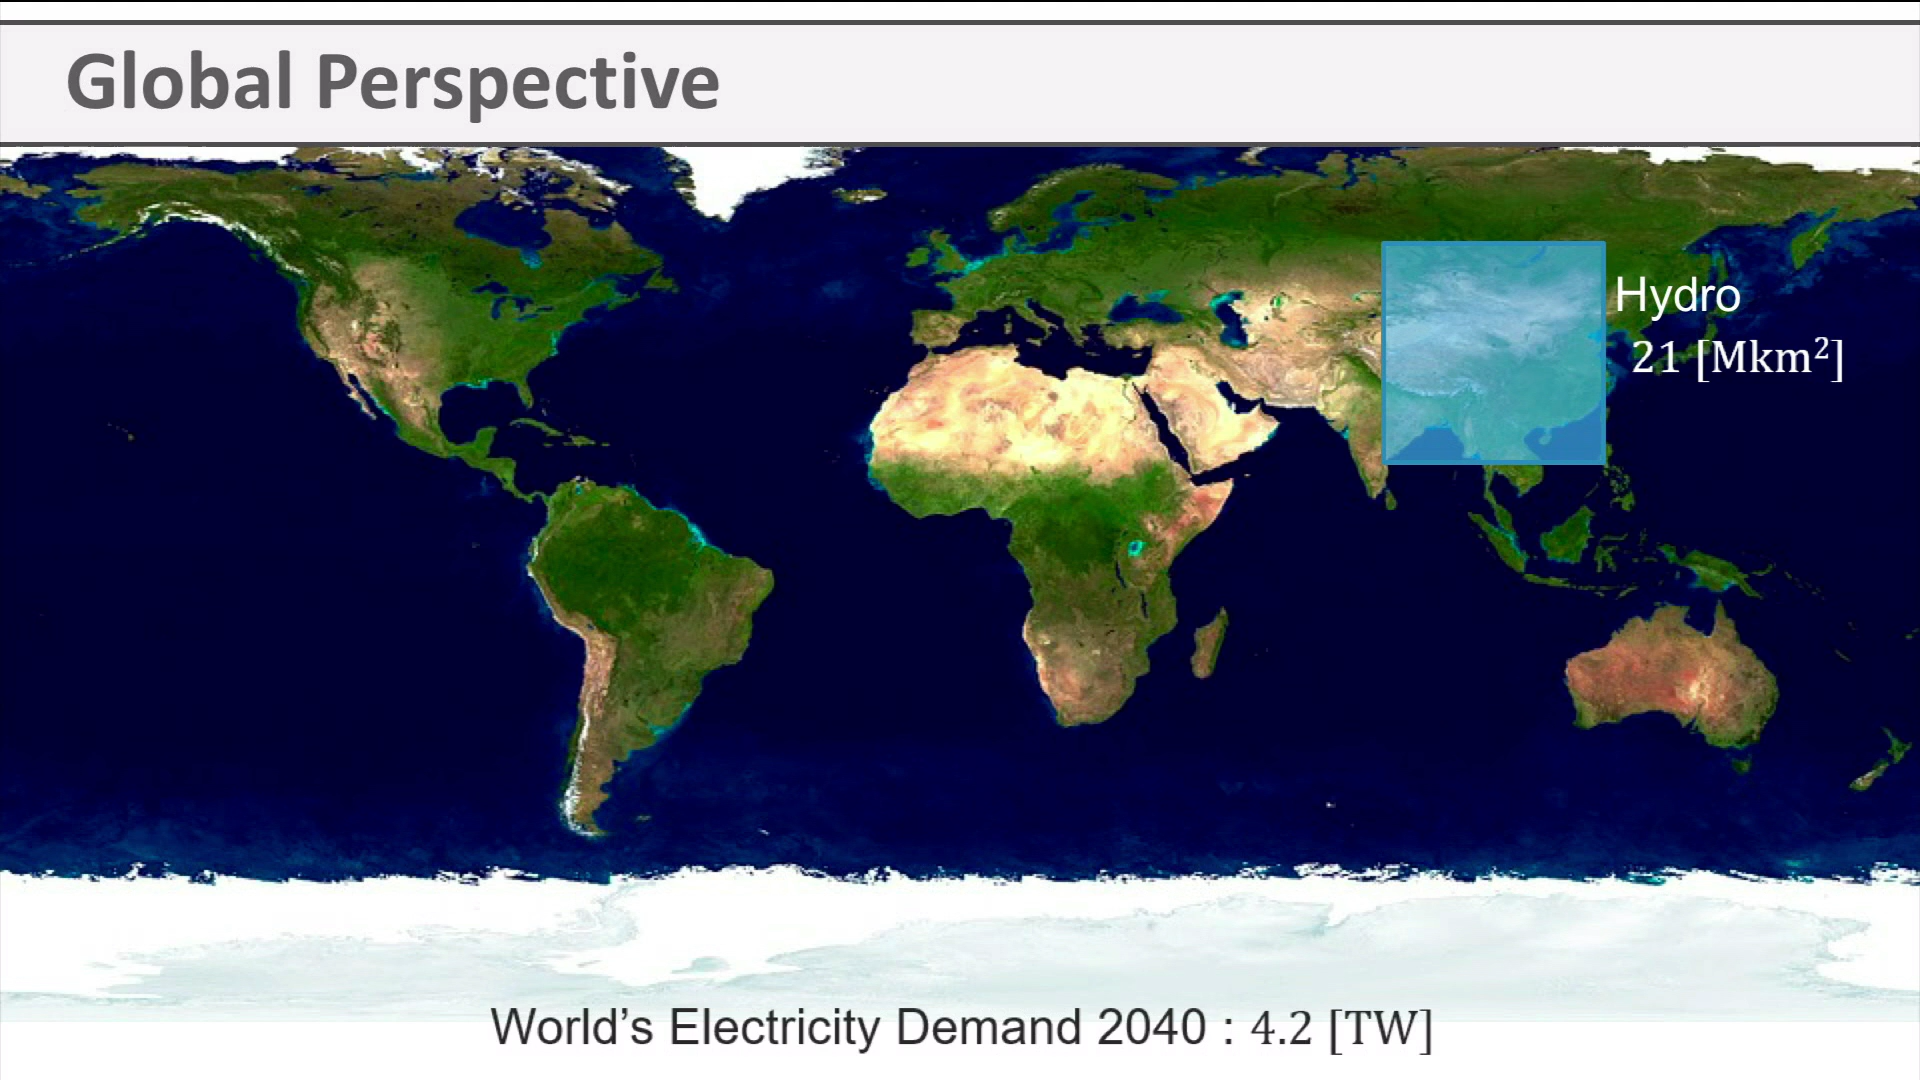 Global Perspective
Hydro
21 [Mkm²]
World’s Electricity Demand 2040 : 4.2 [TW]